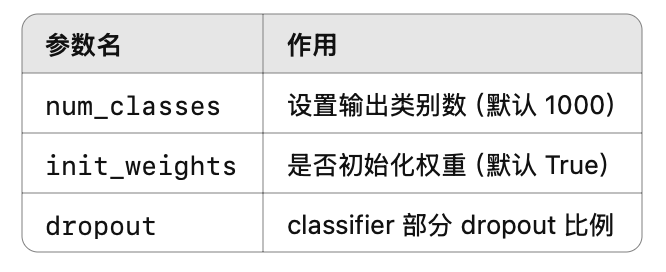 参数名 作用
num_classes 设置输出类别数 (默认 1000)
init_weights 是否初始化权重 (默认 True)
dropout classifier 部分 dropout 比例